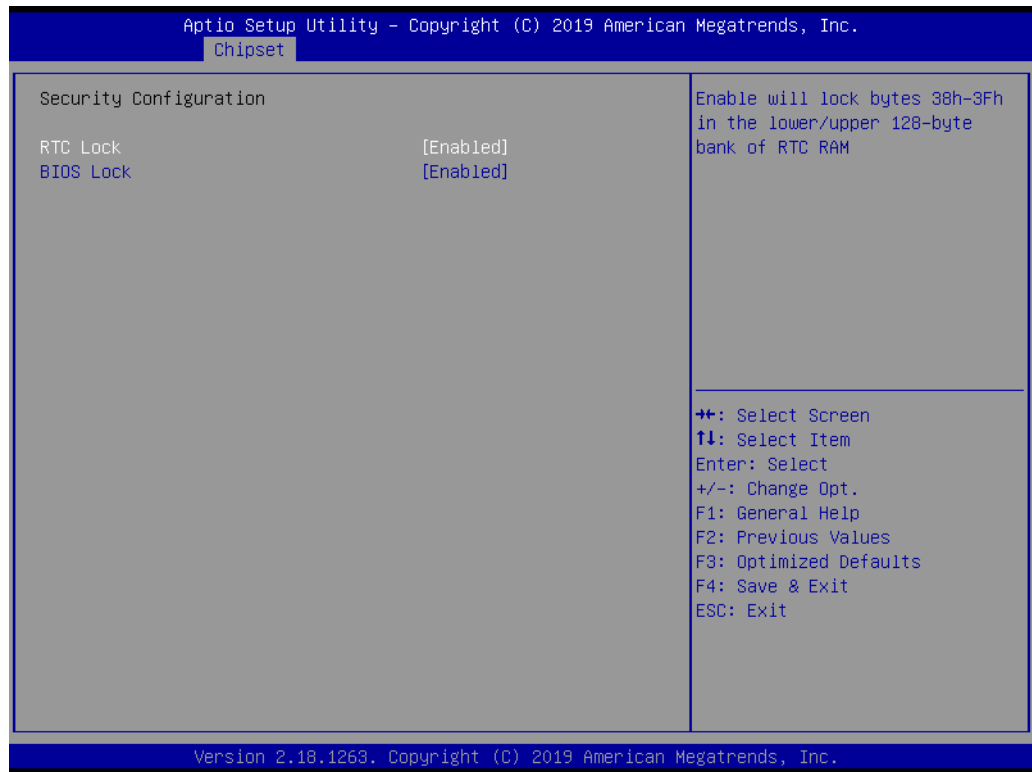 Aptio Setup Utility – Copyright (C) 2019 American Megatrends, Inc.
Chipset
Security Configuration
RTC Lock [Enabled]
BIOS Lock [Enabled]
Enable will lock bytes 38h-3Fh
in the lower/upper 128-byte
bank of RTC RAM
→←: Select Screen
↑↓: Select Item
Enter: Select
+/-: Change Opt.
F1: General Help
F2: Previous Values
F3: Optimized Defaults
F4: Save & Exit
ESC: Exit
Version 2.18.1263. Copyright (C) 2019 American Megatrends, Inc.